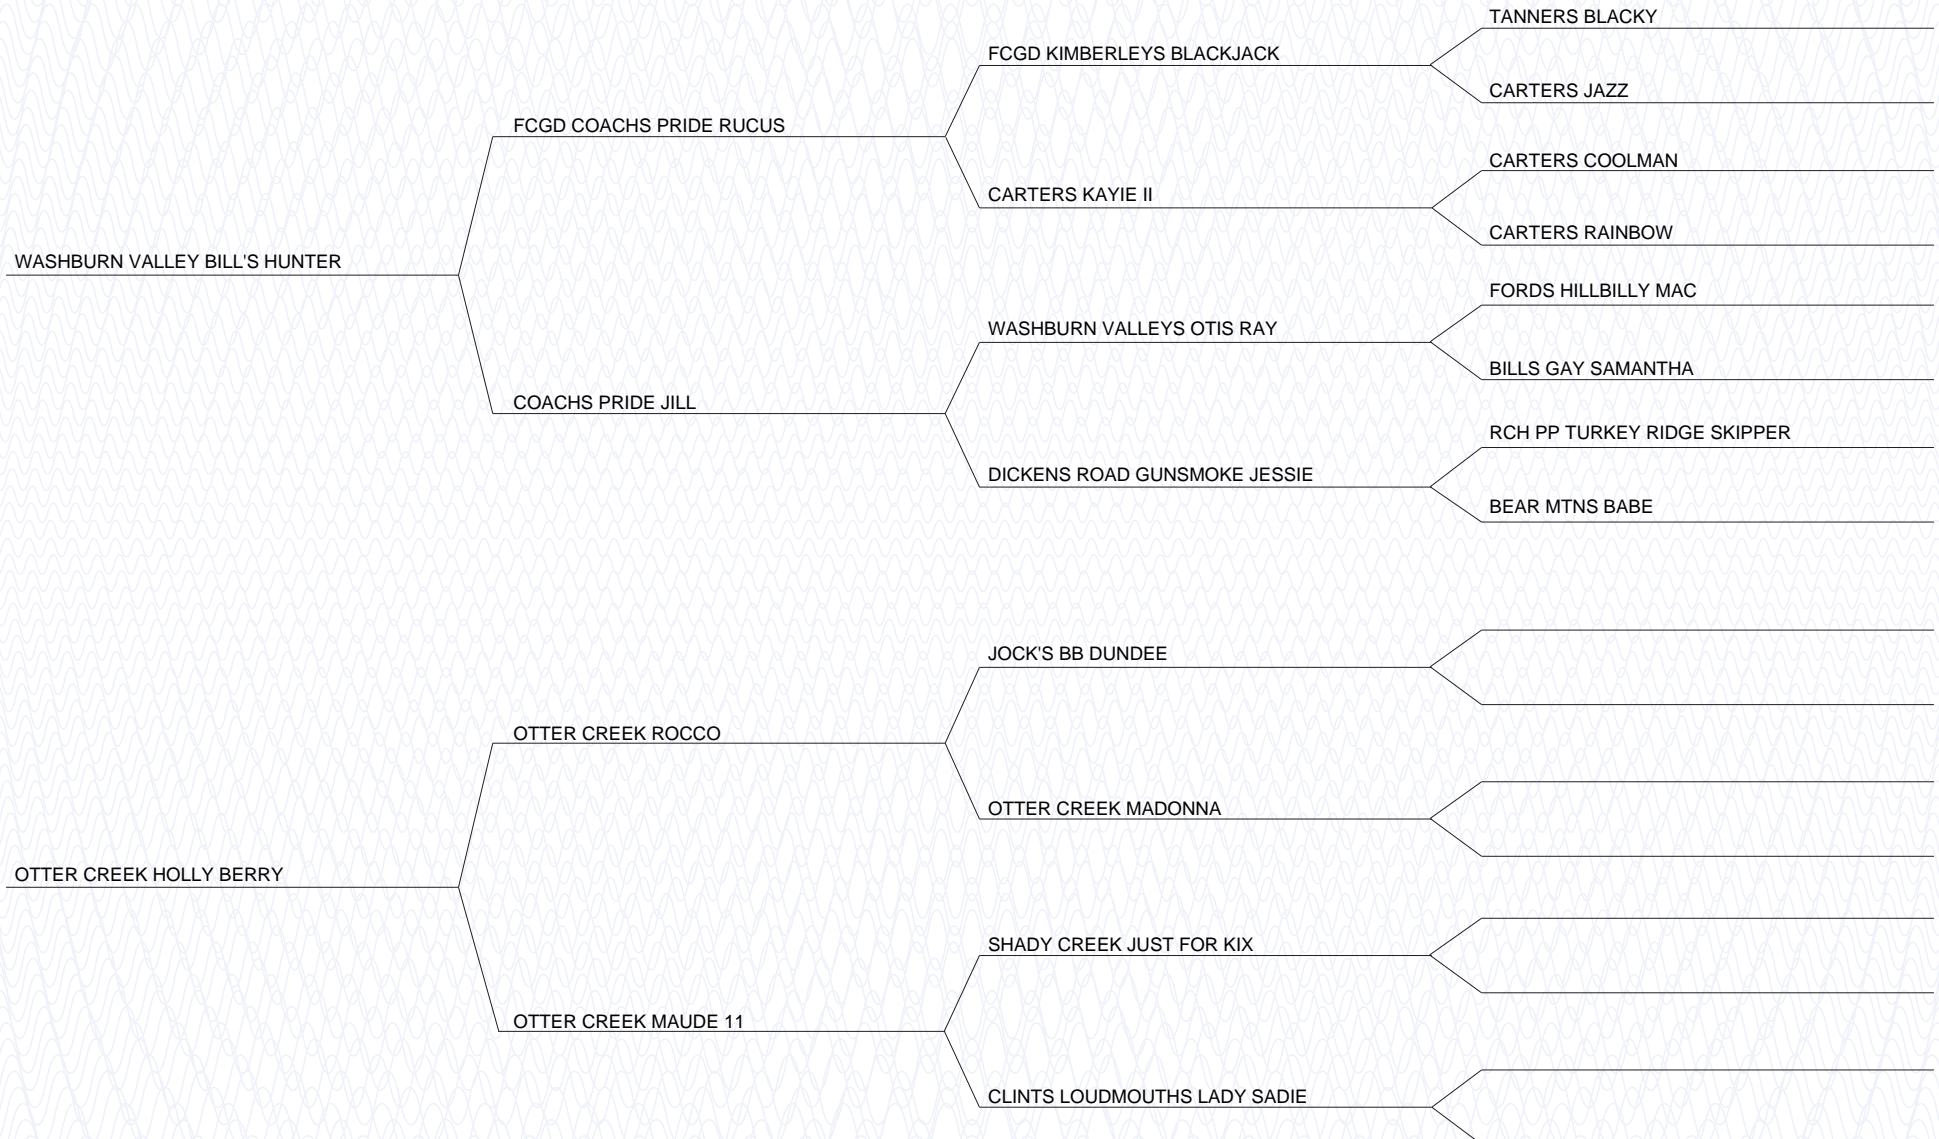 TANNERS BLACKY
FCGD KIMBERLEYS BLACKJACK
CARTERS JAZZ
FCGD COACHS PRIDE RUCUS
CARTERS COOLMAN
CARTERS KAYIE II
CARTERS RAINBOW
WASHBURN VALLEY BILL'S HUNTER
FORDS HILLBILLY MAC
WASHBURN VALLEYS OTIS RAY
BILLS GAY SAMANTHA
COACHS PRIDE JILL
RCH PP TURKEY RIDGE SKIPPER
DICKENS ROAD GUNSMOKE JESSIE
BEAR MTNS BABE
JOCK'S BB DUNDEE
OTTER CREEK ROCCO
OTTER CREEK MADONNA
OTTER CREEK HOLLY BERRY
SHADY CREEK JUST FOR KIX
OTTER CREEK MAUDE 11
CLINTS LOUDMOUTHS LADY SADIE